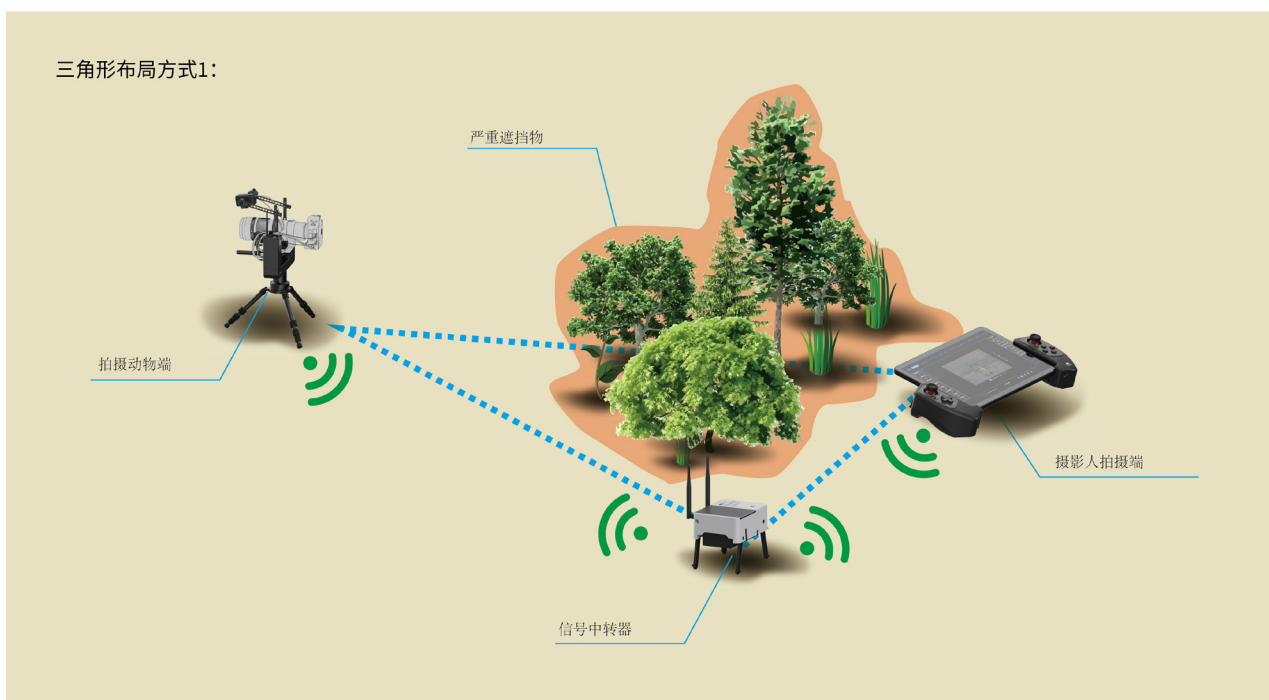 三角形布局方式1：
严重遮挡物
拍摄动物端
摄影人拍摄端
信号中转器